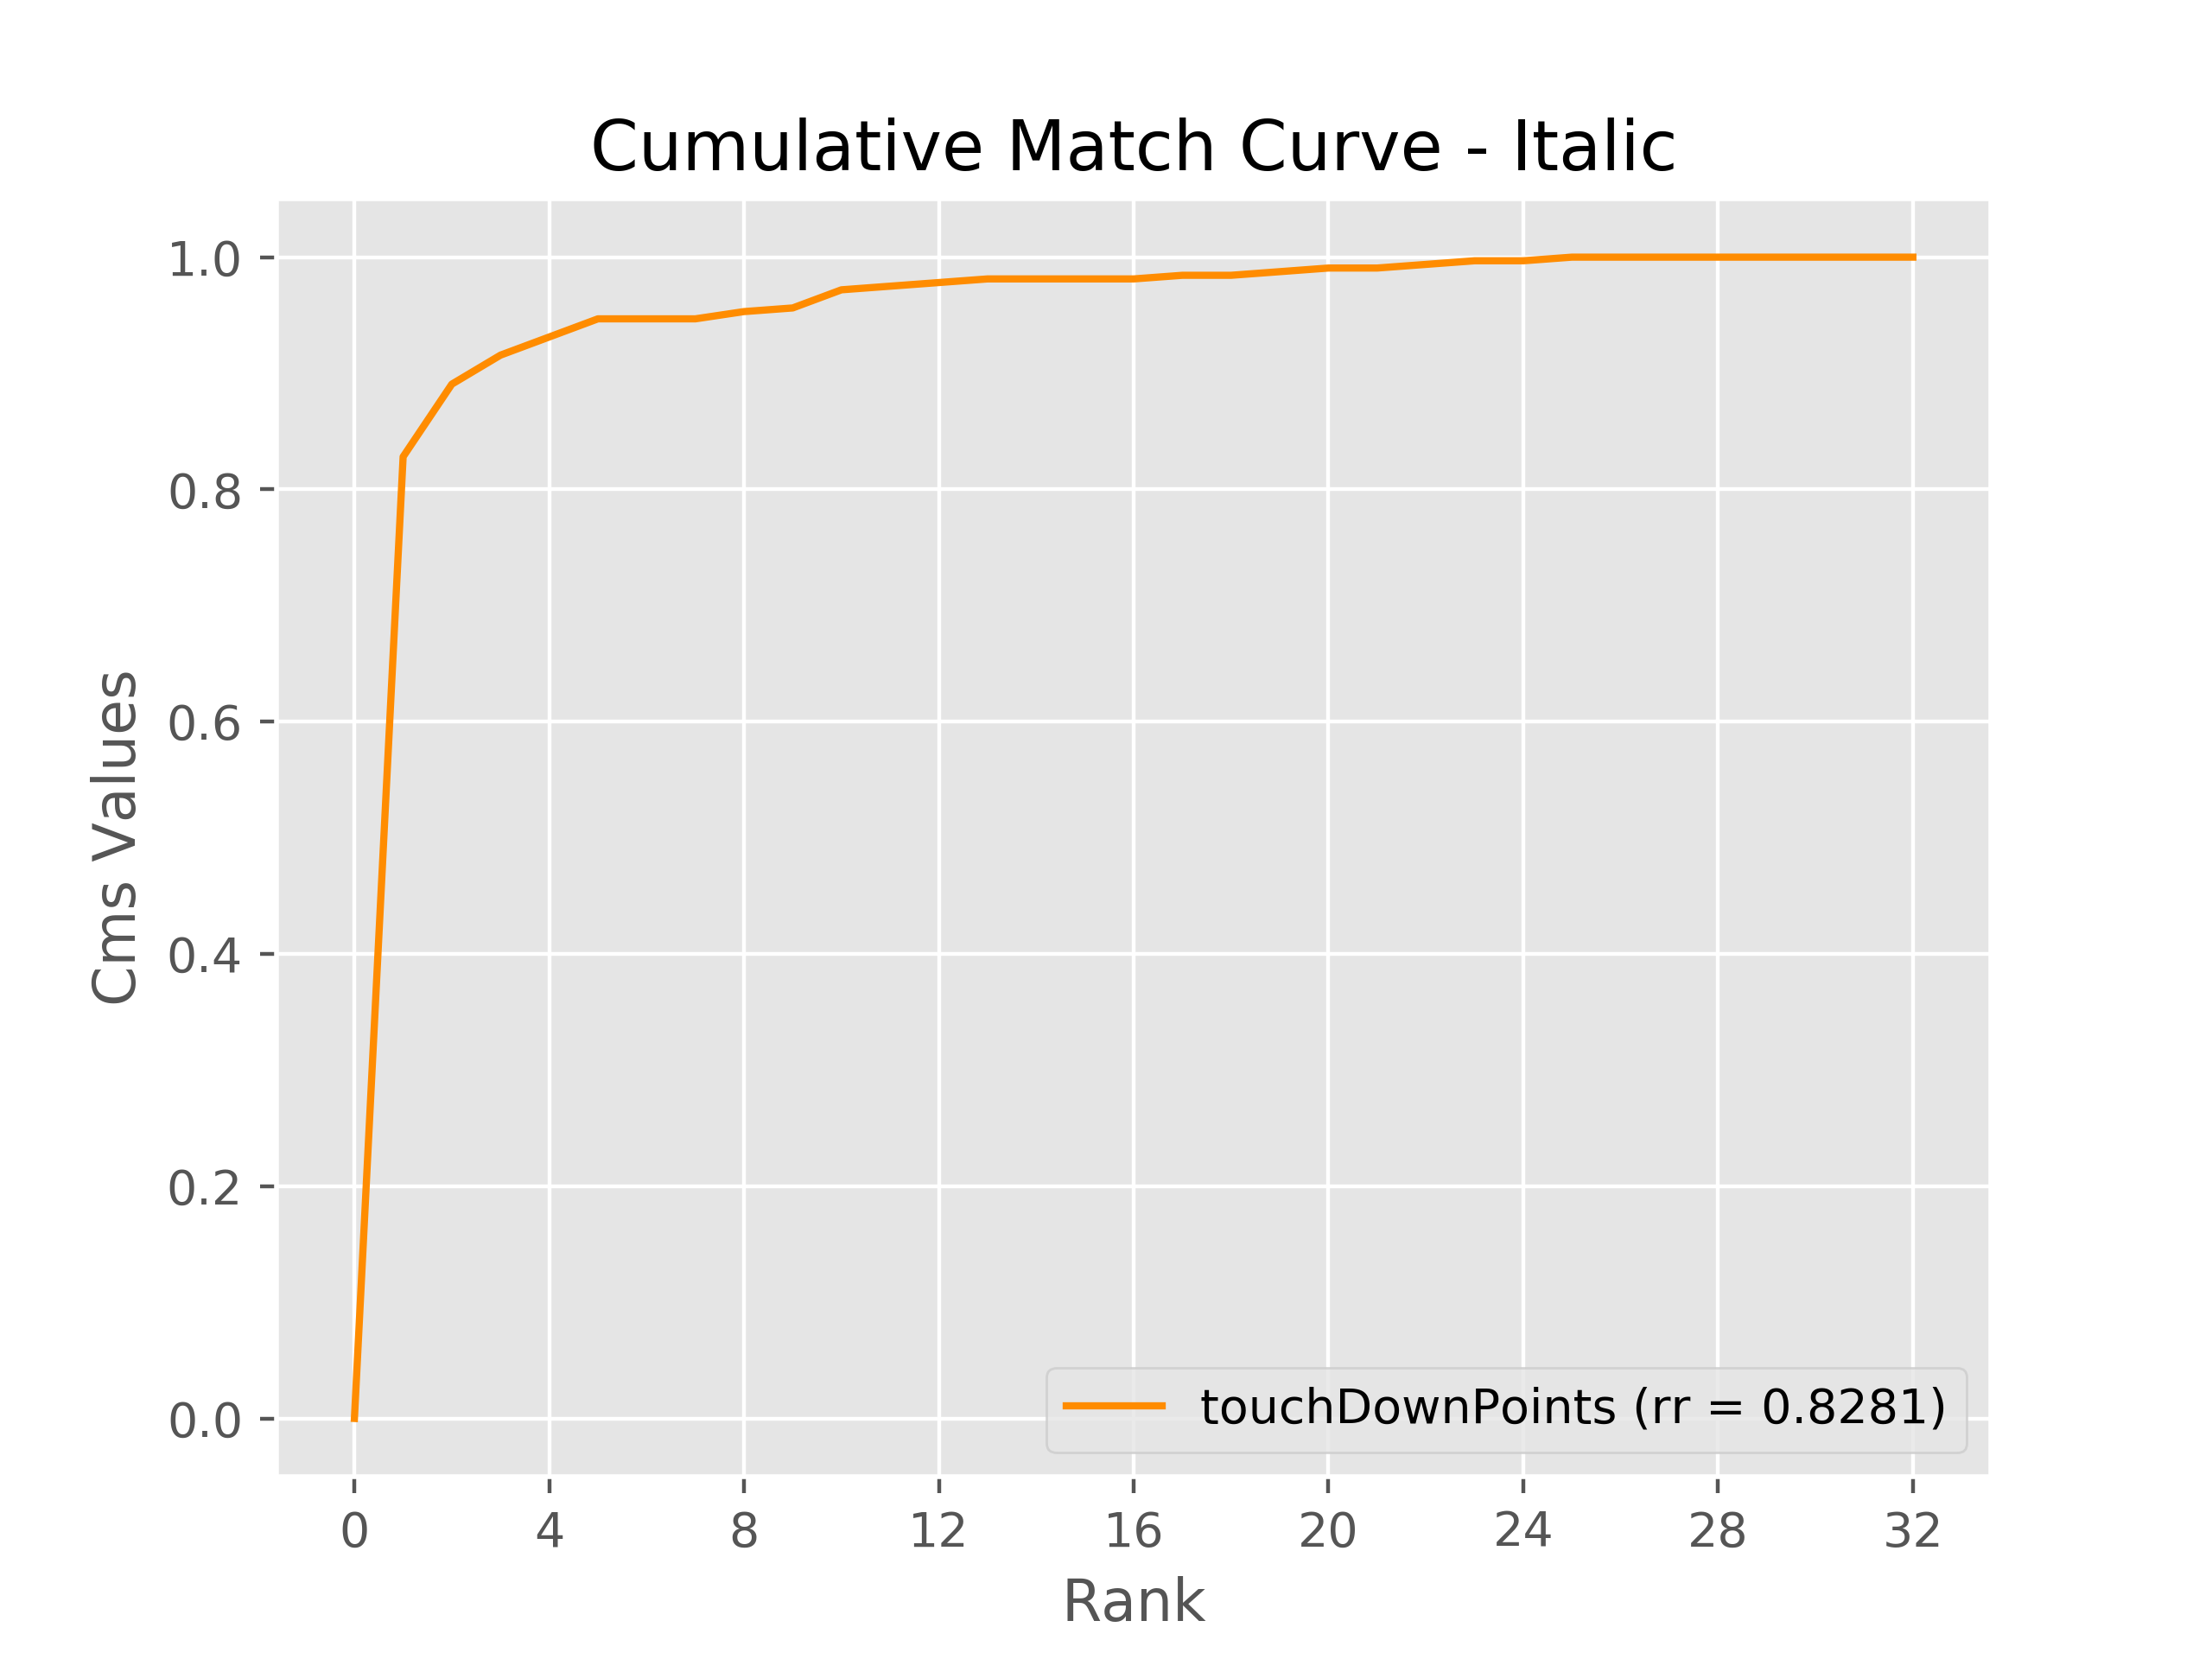 Cumulative Match Curve - Italic
Cms Values
1.0
0.8
0.6
0.4
0.2
0.0
touchDownPoints (rr = 0.8281)
0 4 8 12 16 20 24 28 32
Rank